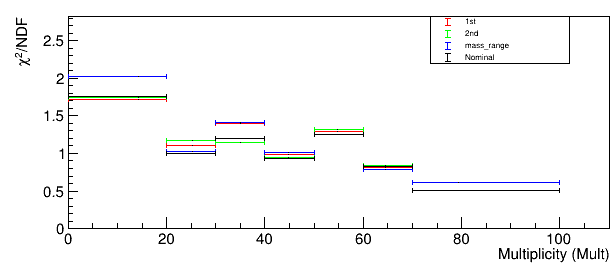 χ²/NDF
2.5
2
1.5
1
0.5
0
1st
2nd
mass_range
Nominal
0 20 40 60 80 100
Multiplicity (Mult)